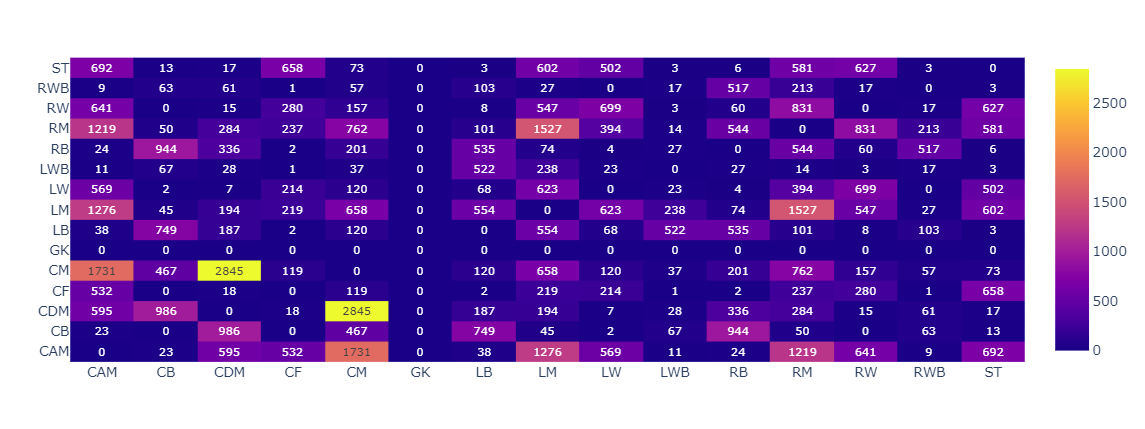 ST 692 13 17 658 73 0 3 602 502 3 6 581 627 3 0
RWB 9 63 61 1 57 0 103 27 0 17 517 213 17 0 3
RW 641 0 15 280 157 0 8 547 699 3 60 831 0 17 627
RM 1219 50 284 237 762 0 101 1527 394 14 544 0 831 213 581
RB 24 944 336 2 201 0 535 74 4 27 0 544 60 517 6
LWB 11 67 28 1 37 0 522 238 23 0 27 14 3 17 3
LW 569 2 7 214 120 0 68 623 0 23 4 394 699 0 502
LM 1276 45 194 219 658 0 554 0 623 238 74 1527 547 27 602
LB 38 749 187 2 120 0 0 554 68 522 535 101 8 103 3
GK 0 0 0 0 0 0 0 0 0 0 0 0 0 0 0
CM 1731 467 2845 119 0 0 120 658 120 37 201 762 157 57 73
CF 532 0 18 0 119 0 2 219 214 1 2 237 280 1 658
CDM 595 986 0 18 2845 0 187 194 7 28 336 284 15 61 17
CB 23 0 986 0 467 0 749 45 2 67 944 50 0 63 13
CAM 0 23 595 532 1731 0 38 1276 569 11 24 1219 641 9 692
CAM CB CDM CF CM GK LB LM LW LWB RB RM RW RWB ST
2500
2000
1500
1000
500
0